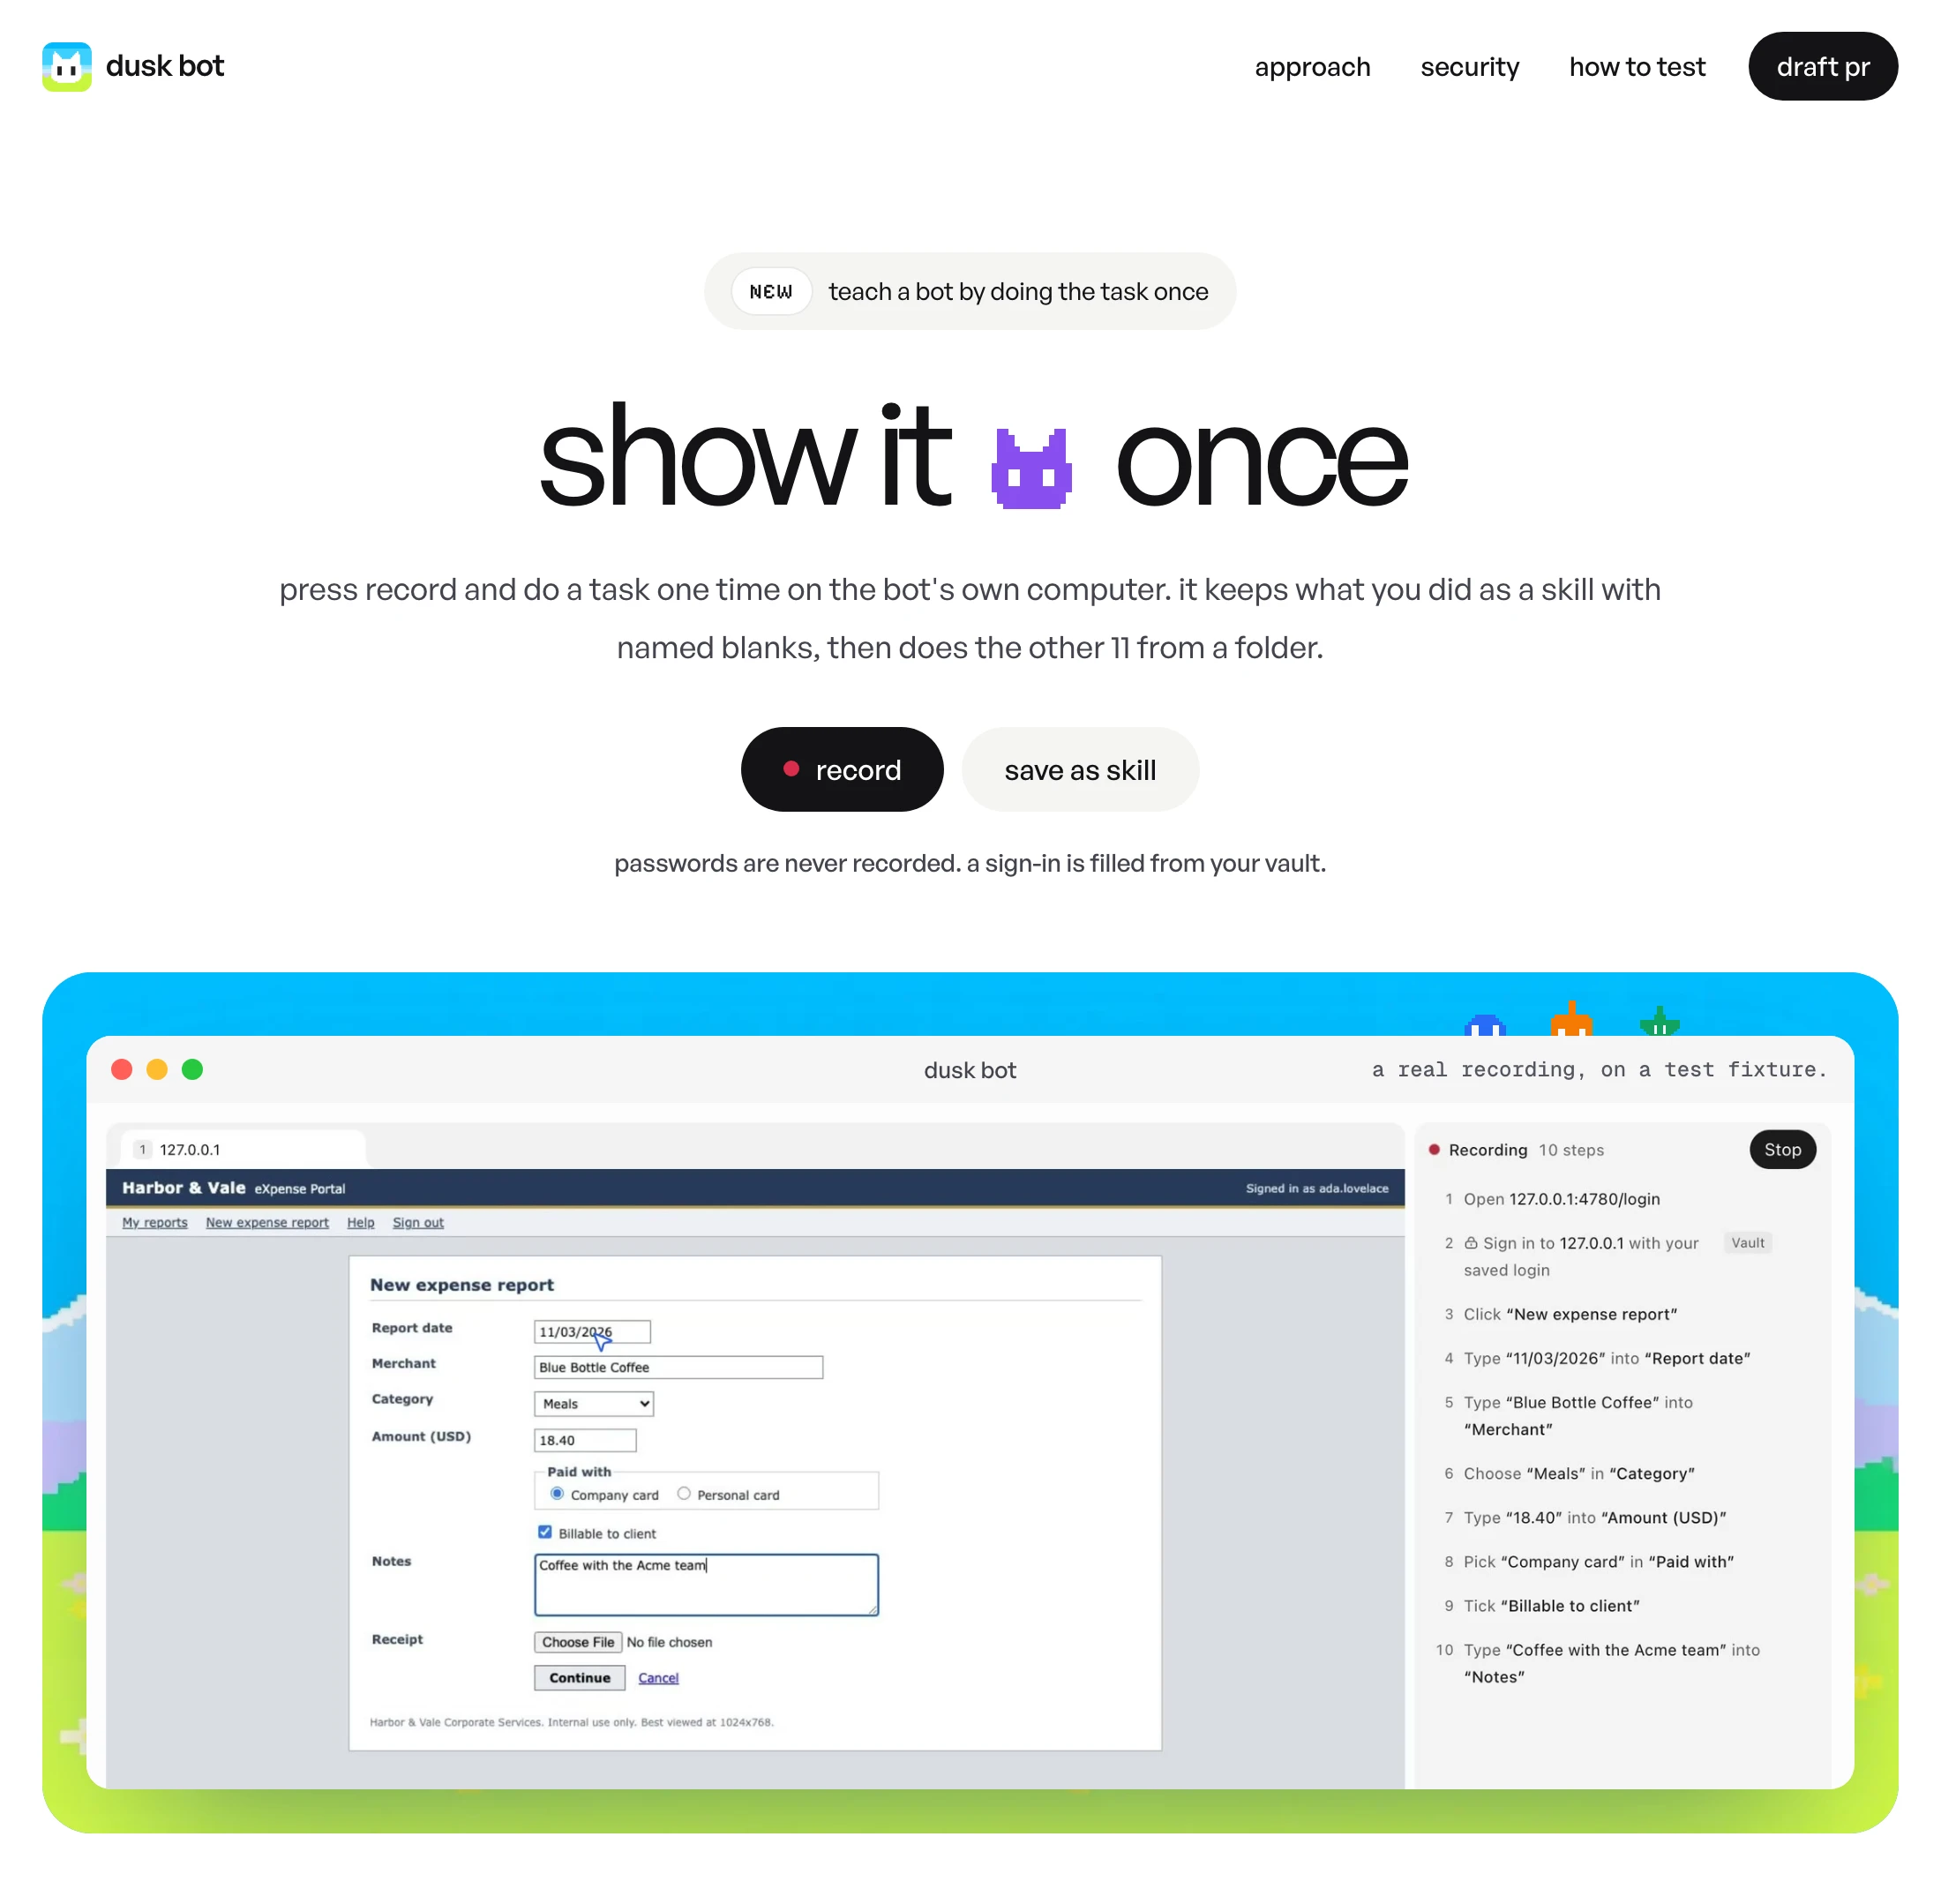 dusk bot
approach
security
how to test
draft pr
NEW teach a bot by doing the task once
show it once
press record and do a task one time on the bot's own computer. it keeps what you did as a skill with
named blanks, then does the other 11 from a folder.
record
save as skill
passwords are never recorded. a sign-in is filled from your vault.
dusk bot
a real recording, on a test fixture.
1 127.0.0.1
Harbor & Vale eXpense Portal
Signed in as ada.lovelace
My reports New expense report Help Sign out
New expense report
Report date 11/03/2026
Merchant Blue Bottle Coffee
Category Meals
Amount (USD) 18.40
Paid with
Company card Personal card
Billable to client
Notes Coffee with the Acme team
Receipt Choose File No file chosen
Continue Cancel
Harbor & Vale Corporate Services. Internal use only. Best viewed at 1024x768.
Recording 10 steps Stop
1 Open 127.0.0.1:4780/login
2 Sign in to 127.0.0.1 with your Vault
saved login
3 Click “New expense report”
4 Type “11/03/2026” into “Report date”
5 Type “Blue Bottle Coffee” into
“Merchant”
6 Choose “Meals” in “Category”
7 Type “18.40” into “Amount (USD)”
8 Pick “Company card” in “Paid with”
9 Tick “Billable to client”
10 Type “Coffee with the Acme team” into
“Notes”